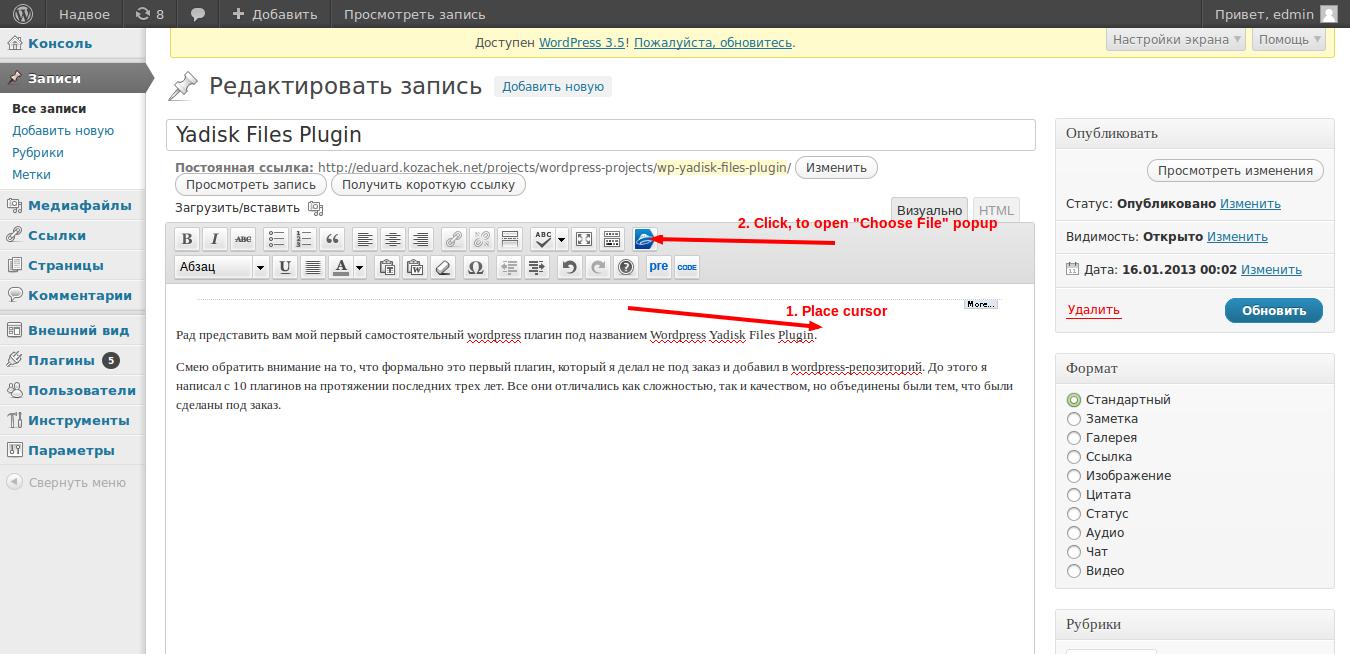 Надвое 8 Добавить Просмотреть запись Привет, edmin
Доступен WordPress 3.5! Пожалуйста, обновитесь.
Настройки экрана Помощь
Консоль
Записи
Все записи
Добавить новую
Рубрики
Метки
Медиафайлы
Ссылки
Страницы
Комментарии
Внешний вид
Плагины 5
Пользователи
Инструменты
Параметры
Свернуть меню
Редактировать запись Добавить новую
Yadisk Files Plugin
Постоянная ссылка: http://eduard.kozachek.net/projects/wordpress-projects/wp-yadisk-files-plugin/ Изменить
Просмотреть запись Получить короткую ссылку
Загрузить/вставить
Визуально HTML
2. Click, to open "Choose File" popup
B I ABC ABC
Абзац U A Ω pre CODE
More...
1. Place cursor
Рад представить вам мой первый самостоятельный wordpress плагин под названием Wordpress Yadisk Files Plugin.
Смею обратить внимание на то, что формально это первый плагин, который я делал не под заказ и добавил в wordpress-репозиторий. До этого я
написал с 10 плагинов на протяжении последних трех лет. Все они отличались как сложностью, так и качеством, но объединены были тем, что были
сделаны под заказ.
Опубликовать
Просмотреть изменения
Статус: Опубликовано Изменить
Видимость: Открыто Изменить
Дата: 16.01.2013 00:02 Изменить
Удалить Обновить
Формат
Стандартный
Заметка
Галерея
Ссылка
Изображение
Цитата
Статус
Аудио
Чат
Видео
Рубрики